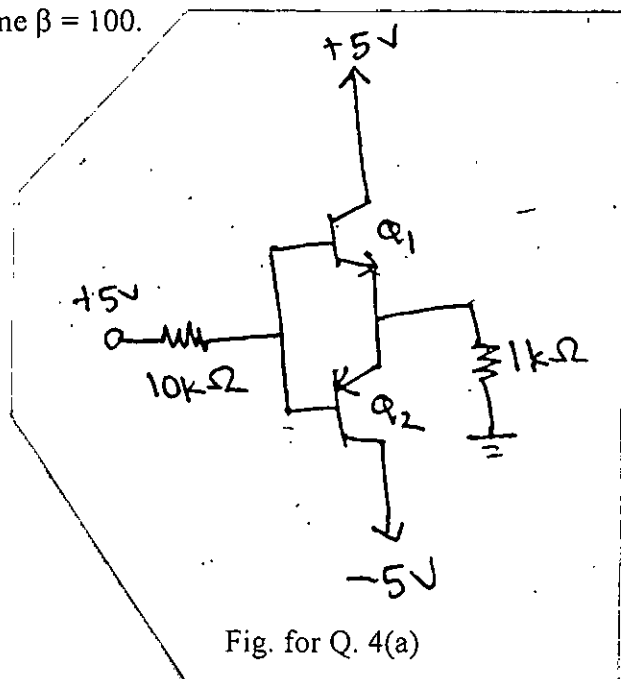 ne β = 100.
+5V
Q1
+5V
10kΩ
1kΩ
Q2
-5V
Fig. for Q. 4(a)